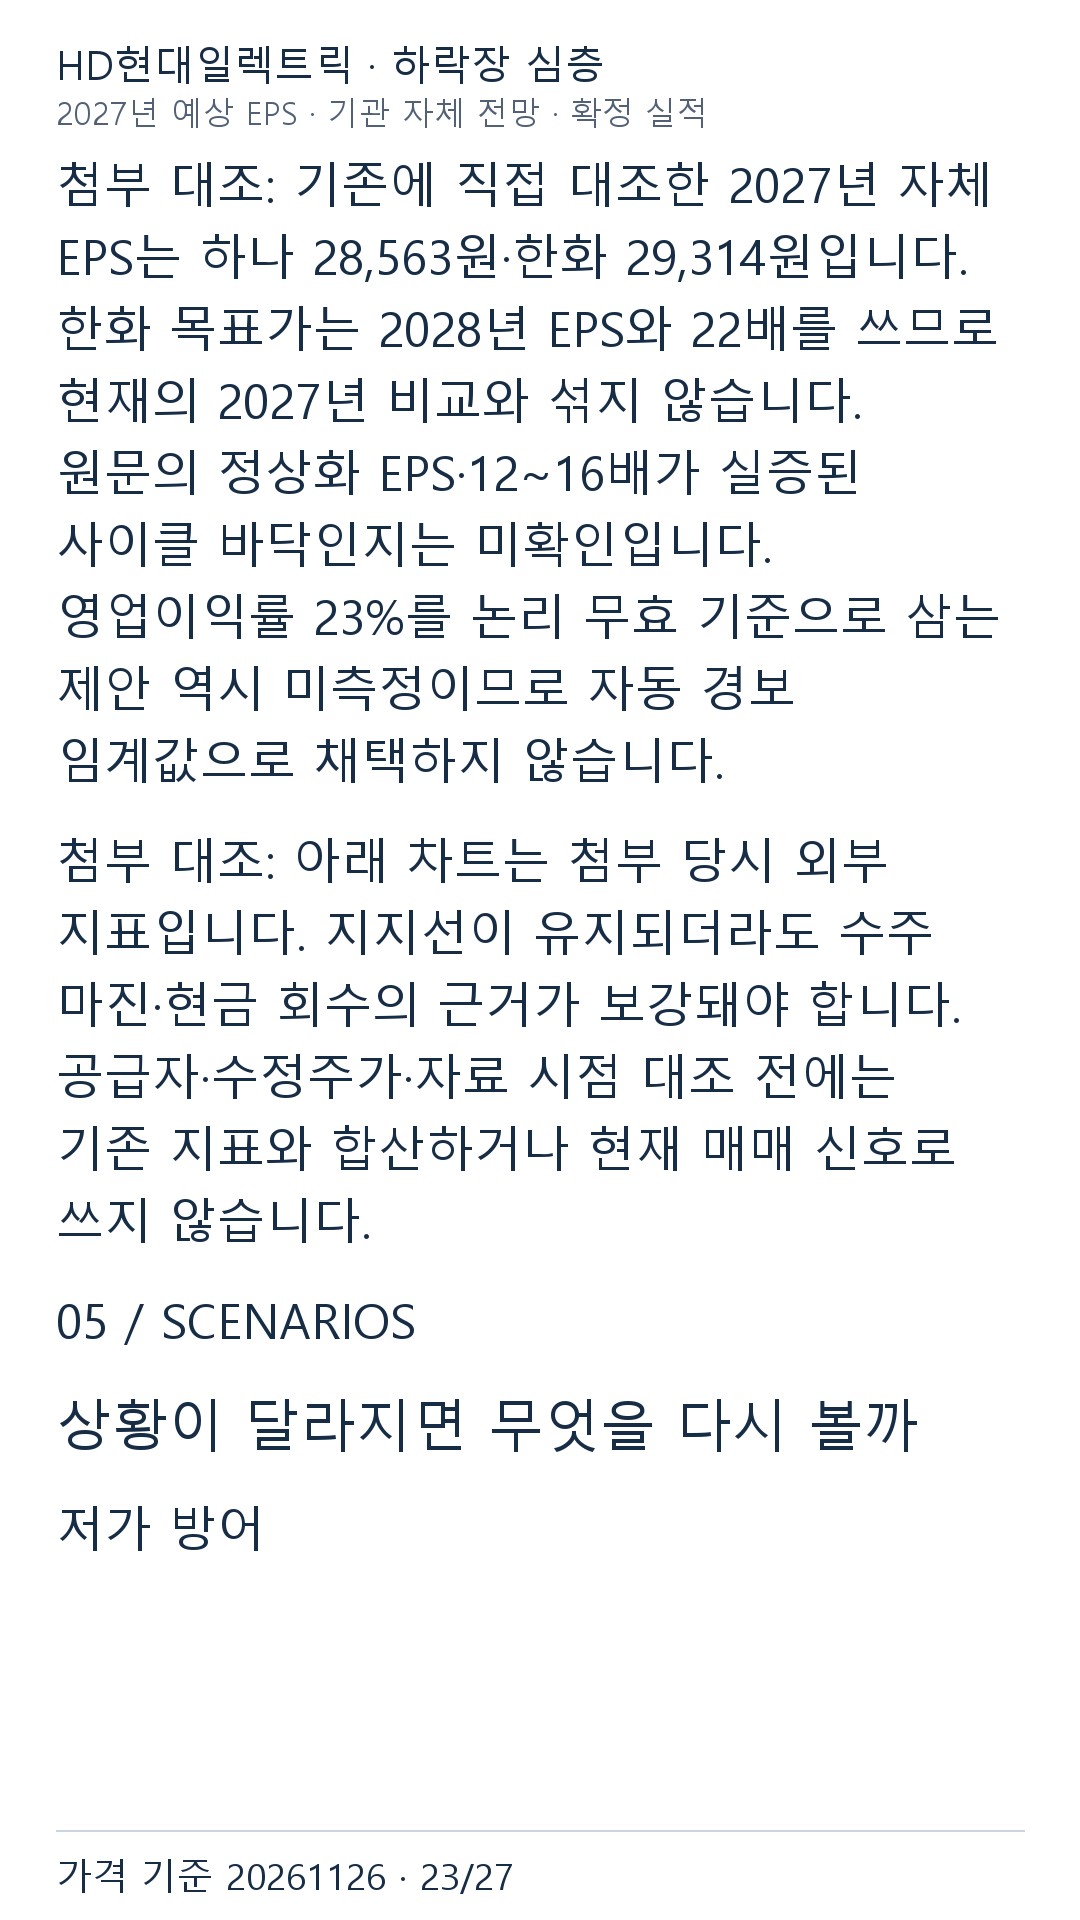 HD현대일렉트릭 · 하락장 심층
2027년 예상 EPS · 기관 자체 전망 · 확정 실적
첨부 대조: 기존에 직접 대조한 2027년 자체
EPS는 하나 28,563원·한화 29,314원입니다.
한화 목표가는 2028년 EPS와 22배를 쓰므로
현재의 2027년 비교와 섞지 않습니다.
원문의 정상화 EPS·12~16배가 실증된
사이클 바닥인지는 미확인입니다.
영업이익률 23%를 논리 무효 기준으로 삼는
제안 역시 미측정이므로 자동 경보
임계값으로 채택하지 않습니다.
첨부 대조: 아래 차트는 첨부 당시 외부
지표입니다. 지지선이 유지되더라도 수주
마진·현금 회수의 근거가 보강돼야 합니다.
공급자·수정주가·자료 시점 대조 전에는
기존 지표와 합산하거나 현재 매매 신호로
쓰지 않습니다.
05 / SCENARIOS
상황이 달라지면 무엇을 다시 볼까
저가 방어
가격 기준 20261126 · 23/27